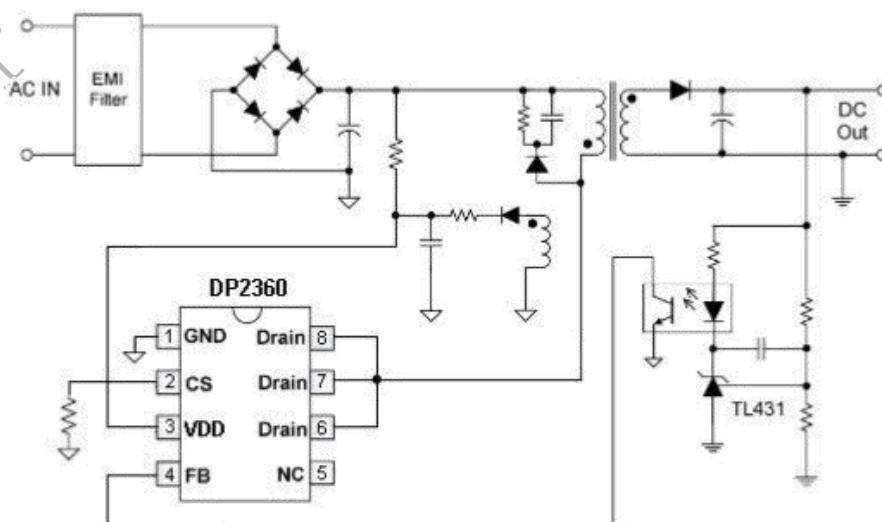 AC IN
EMI
Filter
DC
Out
DP2360
1 GND Drain 8
2 CS Drain 7
3 VDD Drain 6
4 FB NC 5
TL431